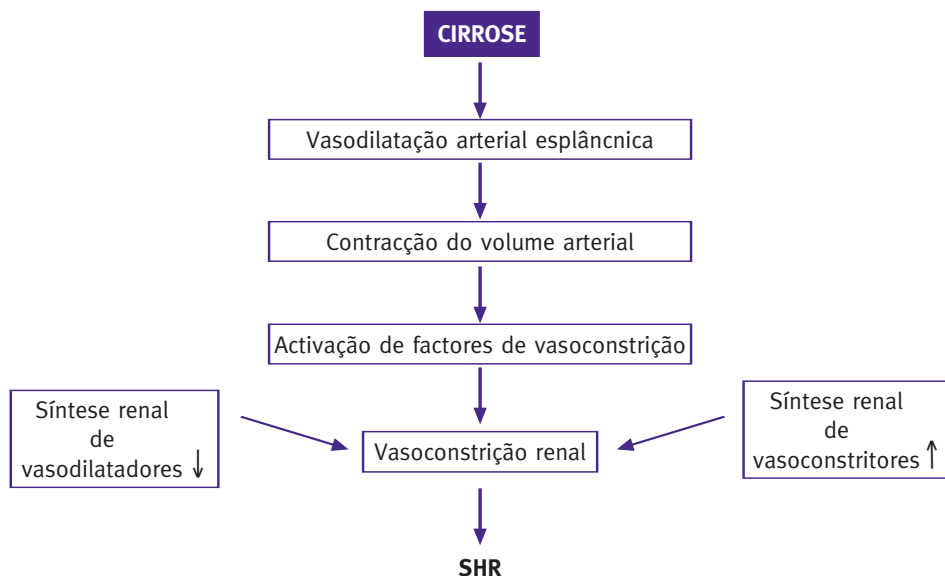 CIRROSE
Vasodilatação arterial esplâncnica
Contracção do volume arterial
Activação de factores de vasoconstrição
Síntese renal
de
vasodilatadores ↓
Vasoconstrição renal
Síntese renal
de
vasoconstritores ↑
SHR